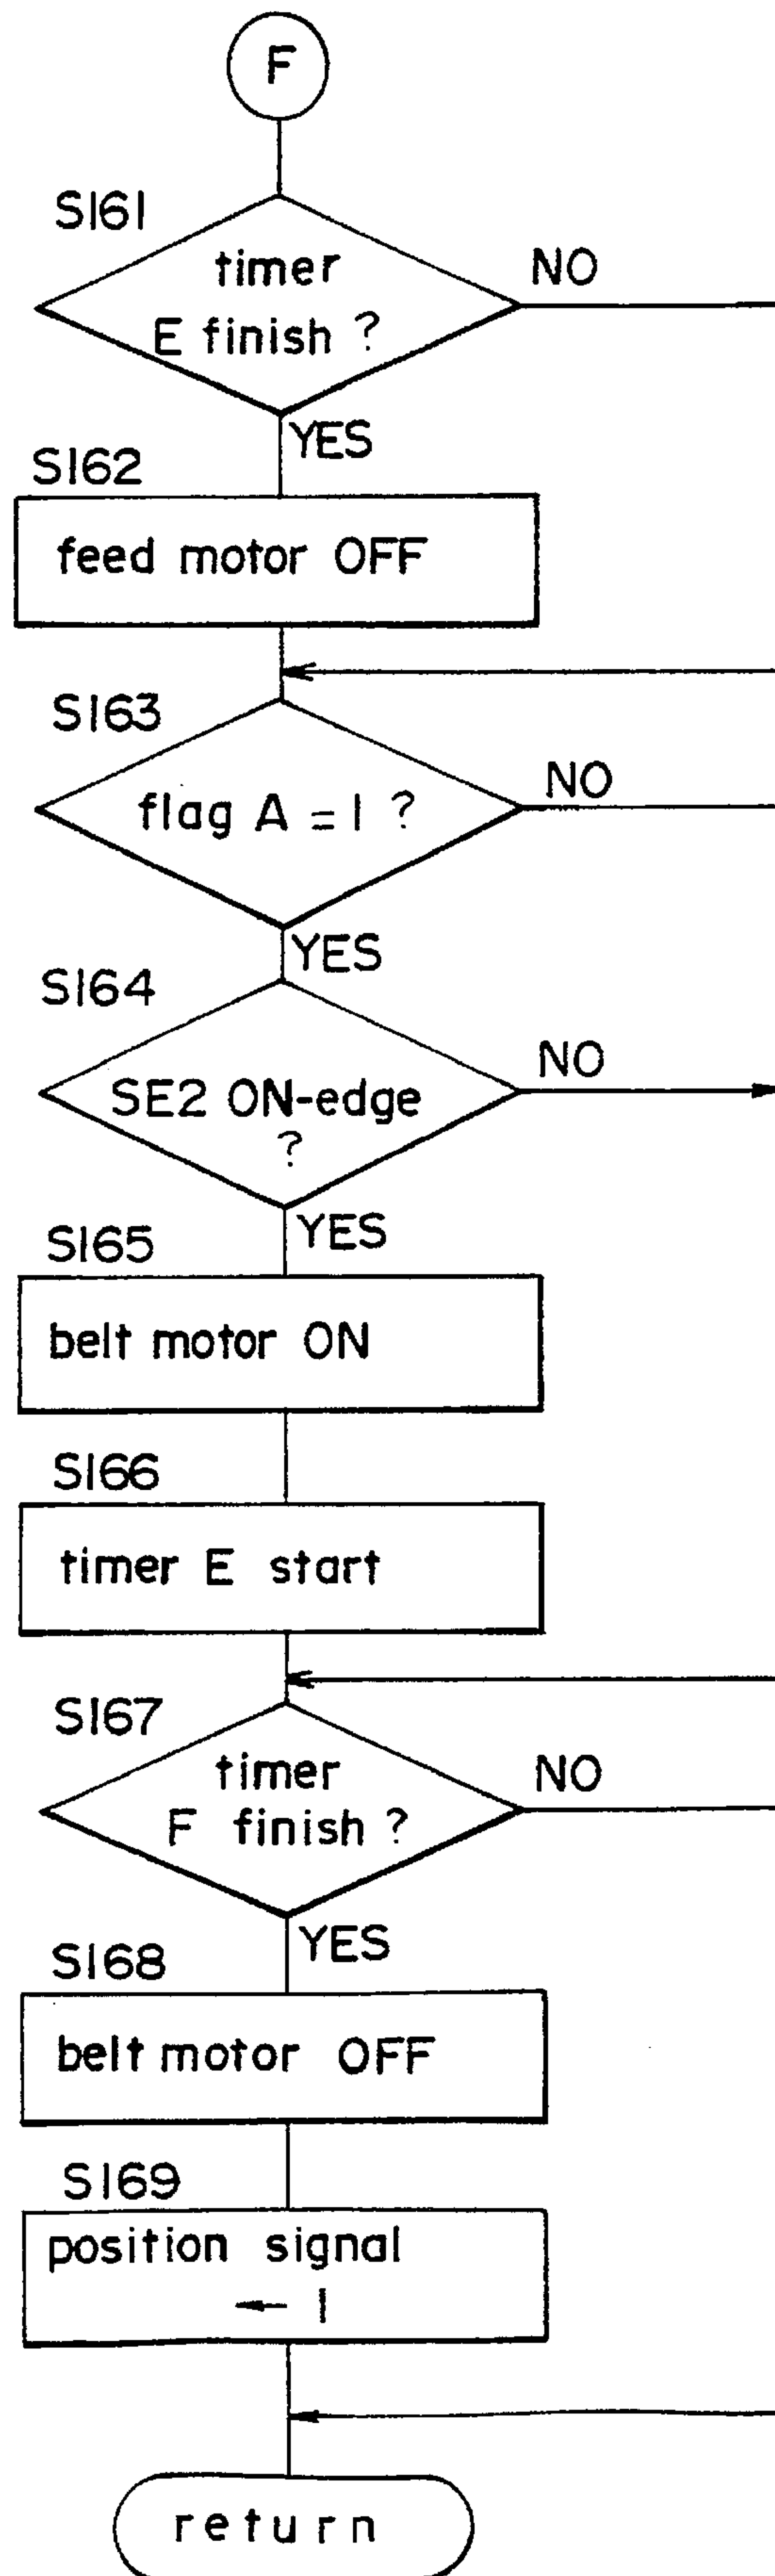 F
S161
timer
E finish ?
NO
YES
S162
feed motor OFF
S163
flag A = 1 ?
NO
YES
S164
SE2 ON-edge
?
NO
YES
S165
belt motor ON
S166
timer E start
S167
timer
F finish ?
NO
YES
S168
belt motor OFF
S169
position signal
← 1
return